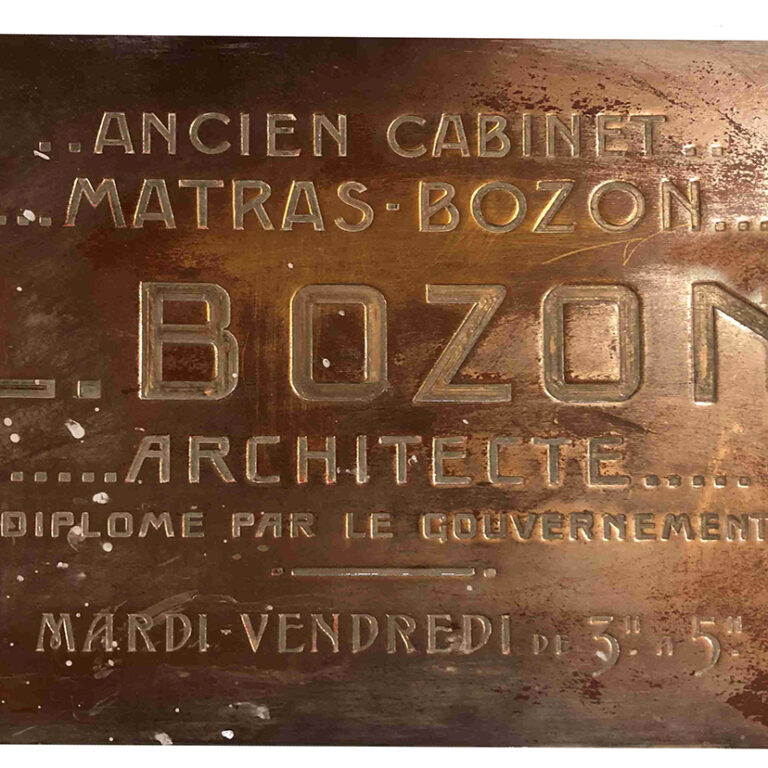 ..ANCIEN CABINET..
...MATRAS-BOZON...
L. BOZON
.....ARCHITECTE.....
DIPLOMÉ PAR LE GOUVERNEMENT
MARDI-VENDREDI DE 3H À 5H